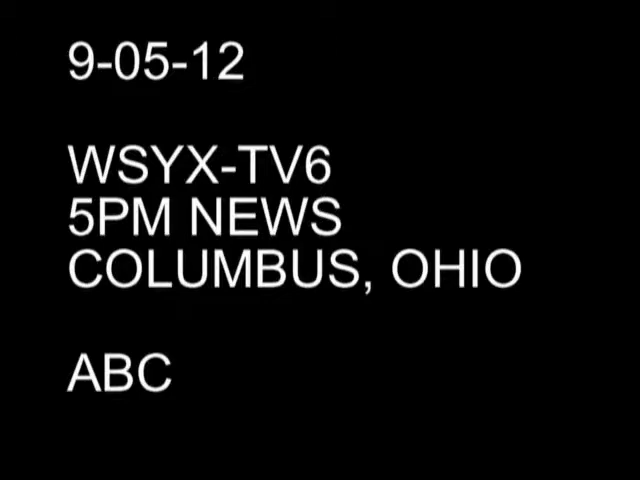 9-05-12
WSYX-TV6
5PM NEWS
COLUMBUS, OHIO
ABC